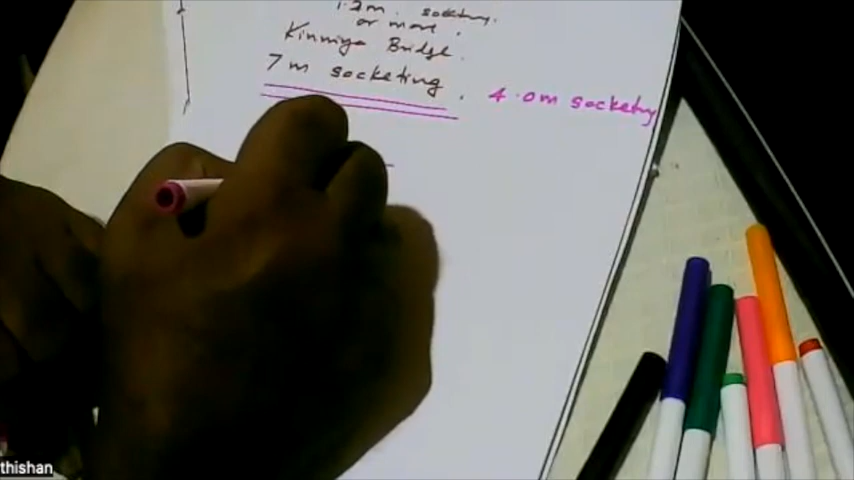 1.2m. socketing.
or more.
Kinniya Bridge.
7m socketing. 4.0m socketing
thishan